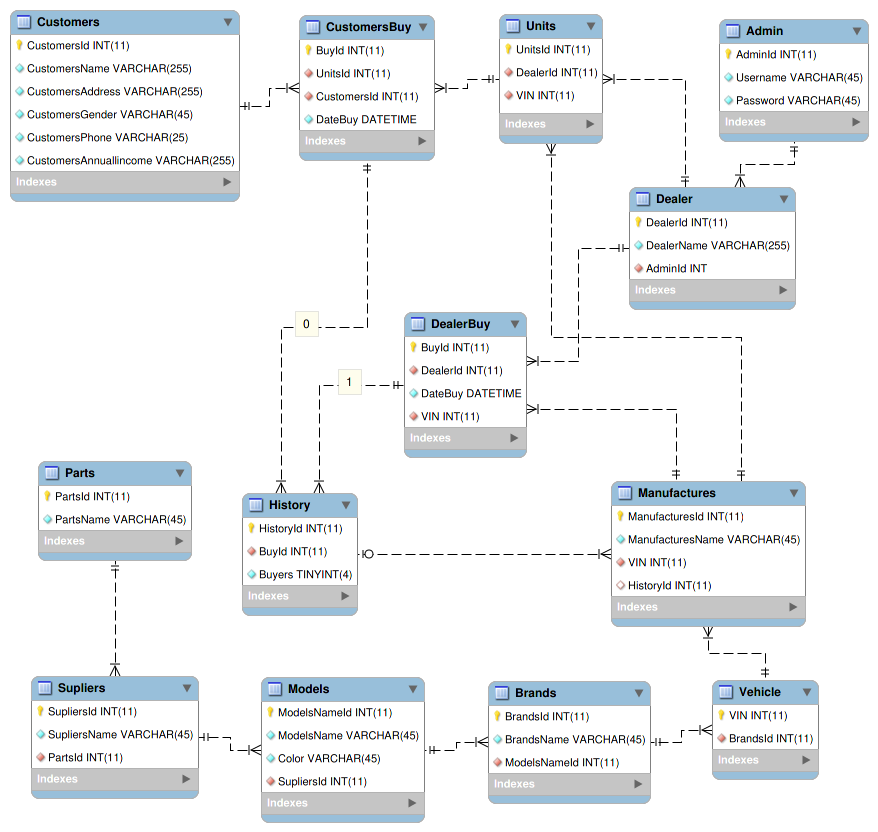 Customers
CustomersId INT(11)
CustomersName VARCHAR(255)
CustomersAddress VARCHAR(255)
CustomersGender VARCHAR(45)
CustomersPhone VARCHAR(25)
CustomersAnnuallincome VARCHAR(255)
Indexes
CustomersBuy
BuyId INT(11)
UnitsId INT(11)
CustomersId INT(11)
DateBuy DATETIME
Indexes
Units
UnitsId INT(11)
DealerId INT(11)
VIN INT(11)
Indexes
Admin
AdminId INT(11)
Username VARCHAR(45)
Password VARCHAR(45)
Indexes
Dealer
DealerId INT(11)
DealerName VARCHAR(255)
AdminId INT
Indexes
0
1
DealerBuy
BuyId INT(11)
DealerId INT(11)
DateBuy DATETIME
VIN INT(11)
Indexes
Parts
PartsId INT(11)
PartsName VARCHAR(45)
Indexes
History
HistoryId INT(11)
BuyId INT(11)
Buyers TINYINT(4)
Indexes
Manufactures
ManufacturesId INT(11)
ManufacturesName VARCHAR(45)
VIN INT(11)
HistoryId INT(11)
Indexes
Supliers
SupliersId INT(11)
SupliersName VARCHAR(45)
PartsId INT(11)
Indexes
Models
ModelsNameId INT(11)
ModelsName VARCHAR(45)
Color VARCHAR(45)
SupliersId INT(11)
Indexes
Brands
BrandsId INT(11)
BrandsName VARCHAR(45)
ModelsNameId INT(11)
Indexes
Vehicle
VIN INT(11)
BrandsId INT(11)
Indexes